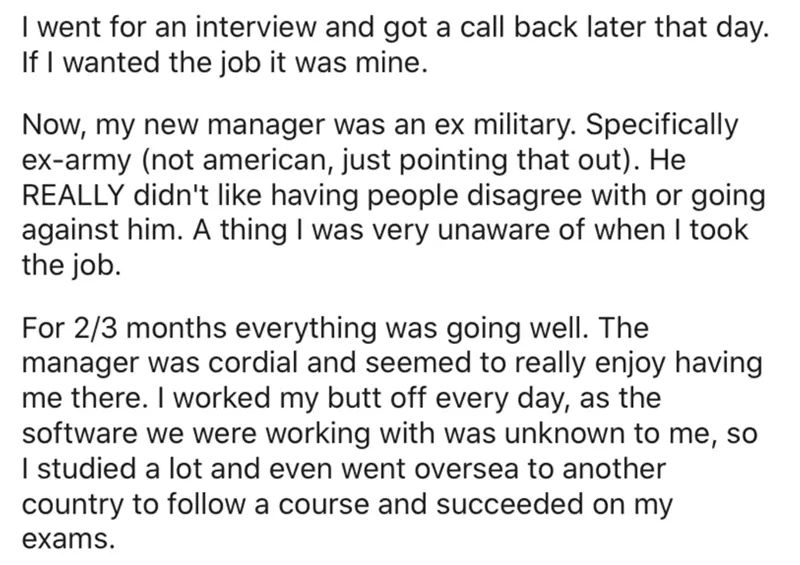 I went for an interview and got a call back later that day.
If I wanted the job it was mine.
Now, my new manager was an ex military. Specifically
ex-army (not american, just pointing that out). He
REALLY didn't like having people disagree with or going
against him. A thing I was very unaware of when I took
the job.
For 2/3 months everything was going well. The
manager was cordial and seemed to really enjoy having
me there. I worked my butt off every day, as the
software we were working with was unknown to me, so
I studied a lot and even went oversea to another
country to follow a course and succeeded on my
exams.